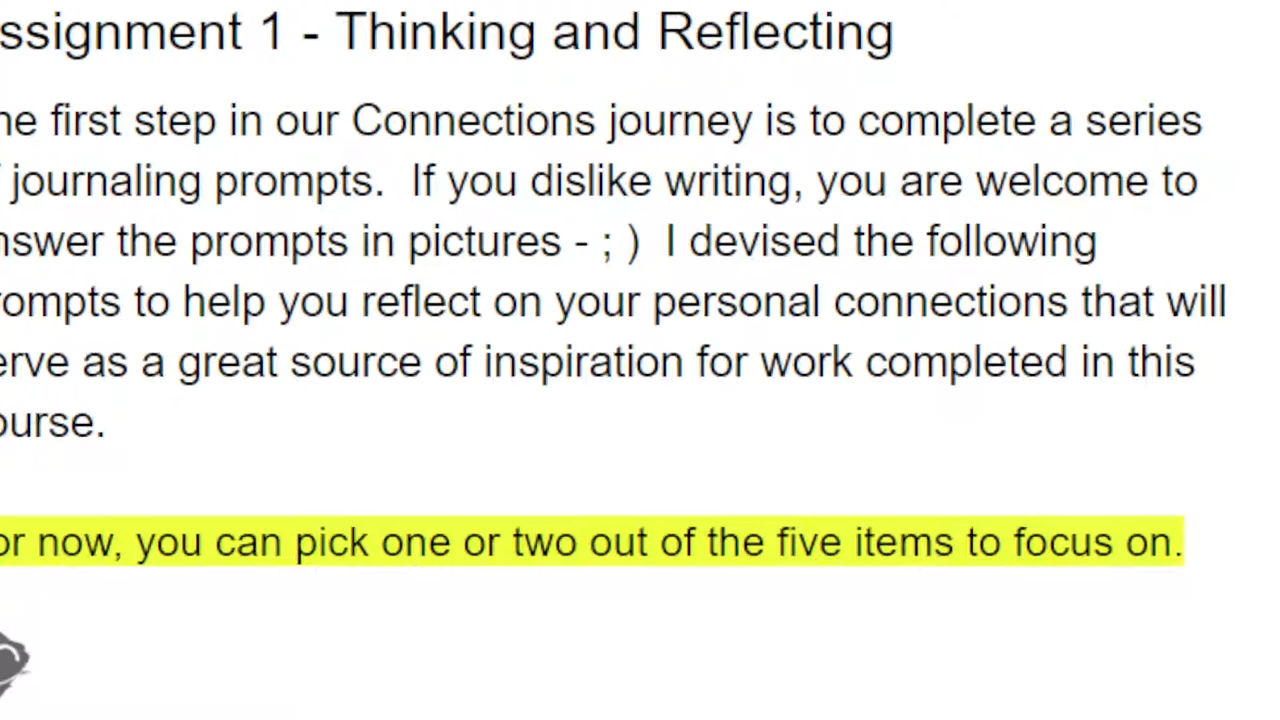 ssignment 1 - Thinking and Reflecting
he first step in our Connections journey is to complete a series
journaling prompts.  If you dislike writing, you are welcome to
nswer the prompts in pictures - ; )  I devised the following
rompts to help you reflect on your personal connections that will
erve as a great source of inspiration for work completed in this
ourse.
or now, you can pick one or two out of the five items to focus on.